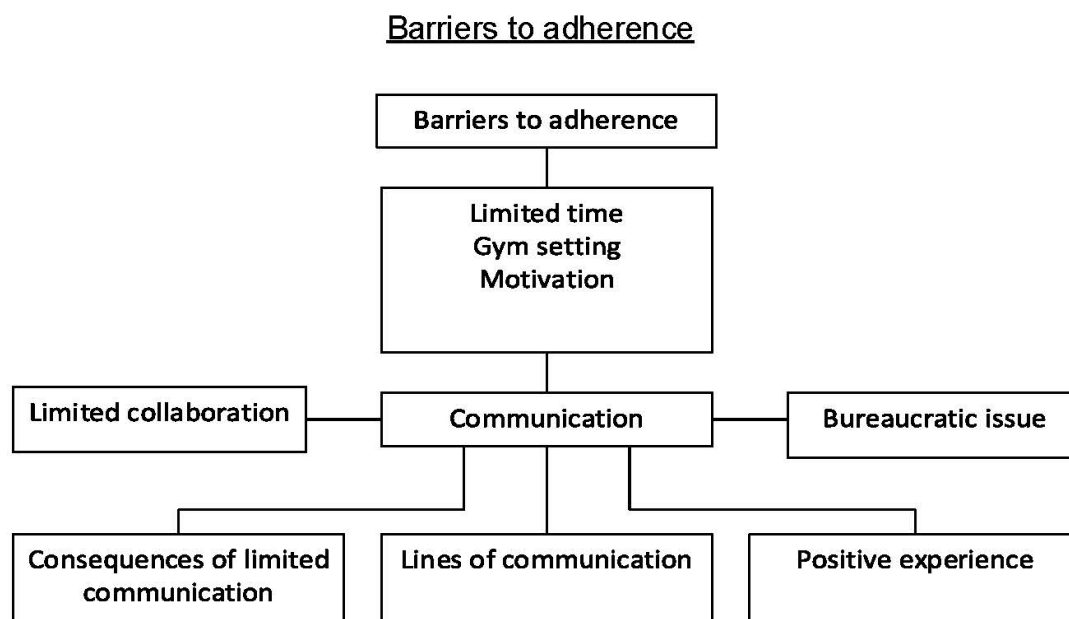 Barriers to adherence
Barriers to adherence
Limited time
Gym setting
Motivation
Limited collaboration
Communication
Bureaucratic issue
Consequences of limited
communication
Lines of communication
Positive experience